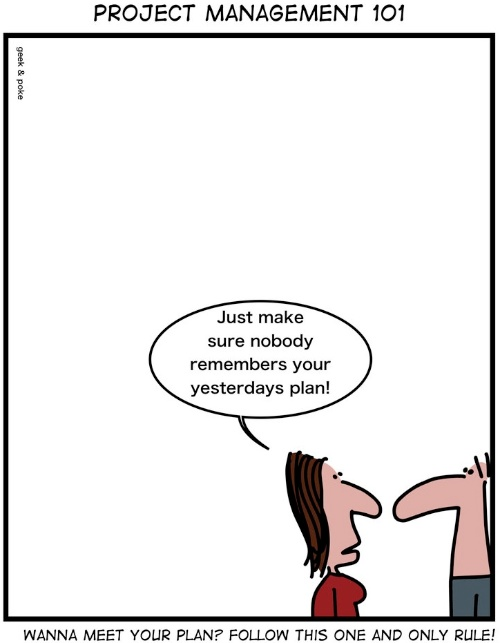 PROJECT MANAGEMENT 101
geek & poke
Just make
sure nobody
remembers your
yesterdays plan!
WANNA MEET YOUR PLAN? FOLLOW THIS ONE AND ONLY RULE!